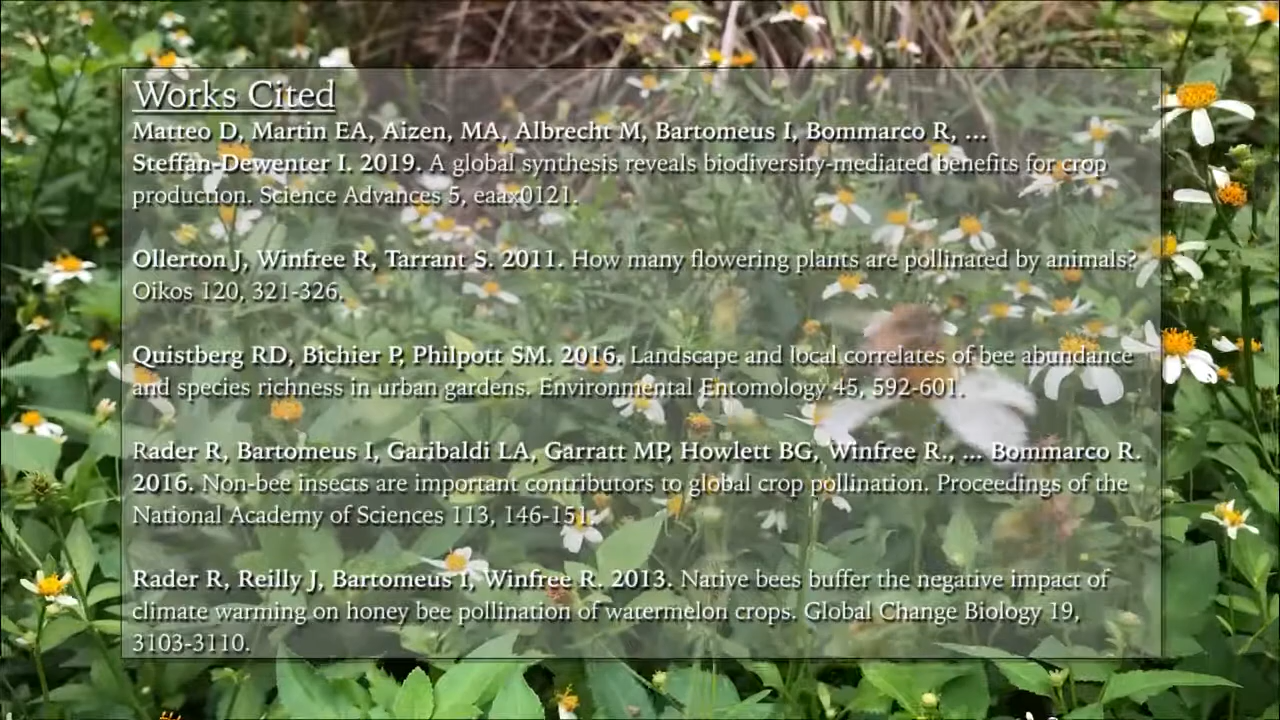 Works Cited
Matteo D, Martin EA, Aizen, MA, Albrecht M, Bartomeus I, Bommarco R, ...
Steffan-Dewenter I. 2019. A global synthesis reveals biodiversity-mediated benefits for crop
production. Science Advances 5, eaax0121.
Ollerton J, Winfree R, Tarrant S. 2011. How many flowering plants are pollinated by animals?
Oikos 120, 321-326.
Quistberg RD, Bichier P, Philpott SM. 2016. Landscape and local correlates of bee abundance
and species richness in urban gardens. Environmental Entomology 45, 592-601.
Rader R, Bartomeus I, Garibaldi LA, Garratt MP, Howlett BG, Winfree R., ... Bommarco R.
2016. Non-bee insects are important contributors to global crop pollination. Proceedings of the
National Academy of Sciences 113, 146-151.
Rader R, Reilly J, Bartomeus I, Winfree R. 2013. Native bees buffer the negative impact of
climate warming on honey bee pollination of watermelon crops. Global Change Biology 19,
3103-3110.